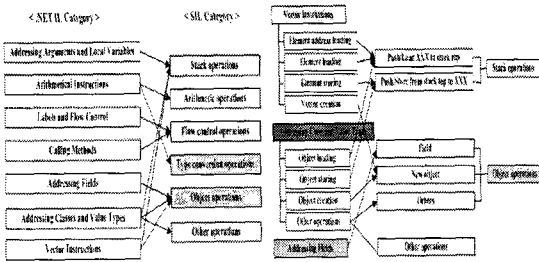 < .NET IL Category >
< SIL Category >
Addressing Arguments and Local Variables
Arithmetical Instructions
Labels and Flow Control
Calling Methods
Addressing Fields
Addressing Classes and Value Types
Vector Instructions
Stack operations
Arithmetic operations
Flow control operations
Type conversion operations
Object operations
Other operations
Vector Instructions
Element address loading
Element loading
Element storing
Vector creation
Push/Load XXX to stack top
Push/Store from stack top to XXX
Stack operations
Object loading
Object storing
Object creation
Other operations
Addressing Fields
Field
New object
Others
Object operations
Other operations